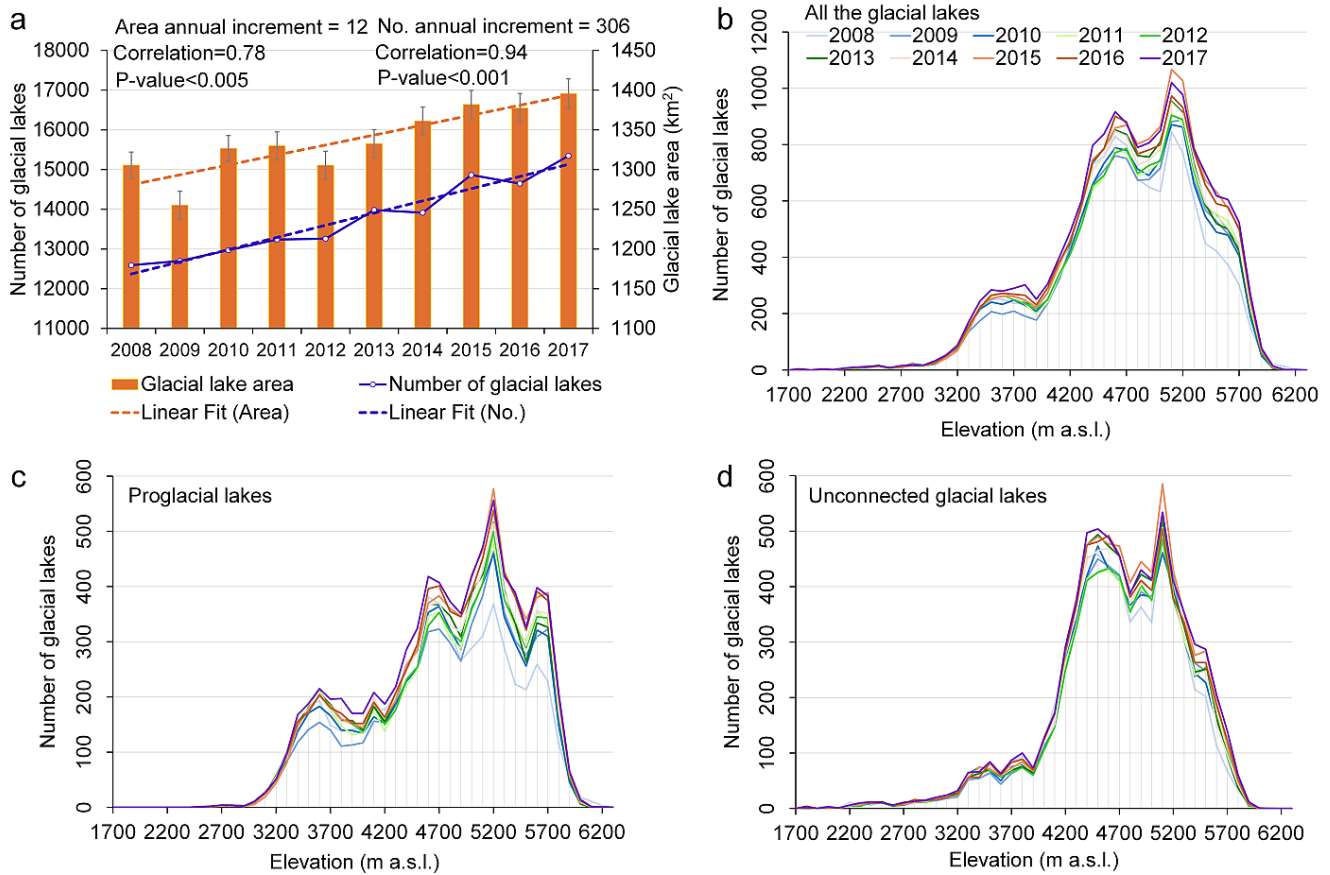 a
Area annual increment = 12 No. annual increment = 306
Correlation=0.78
P-value<0.005
Correlation=0.94
P-value<0.001
Number of glacial lakes
18000
17000
16000
15000
14000
13000
12000
11000
1450
1400
1350
1300
1250
1200
1150
1100
Glacial lake area (km²)
2008 2009 2010 2011 2012 2013 2014 2015 2016 2017
Glacial lake area
Number of glacial lakes
Linear Fit (Area)
Linear Fit (No.)
b
All the glacial lakes
2008 2009 2010 2011 2012
2013 2014 2015 2016 2017
Number of glacial lakes
1200
1000
800
600
400
200
0
1700 2200 2700 3200 3700 4200 4700 5200 5700 6200
Elevation (m a.s.l.)
c
Proglacial lakes
Number of glacial lakes
600
500
400
300
200
100
0
1700 2200 2700 3200 3700 4200 4700 5200 5700 6200
Elevation (m a.s.l.)
d
Unconnected glacial lakes
Number of glacial lakes
600
500
400
300
200
100
0
1700 2200 2700 3200 3700 4200 4700 5200 5700 6200
Elevation (m a.s.l.)